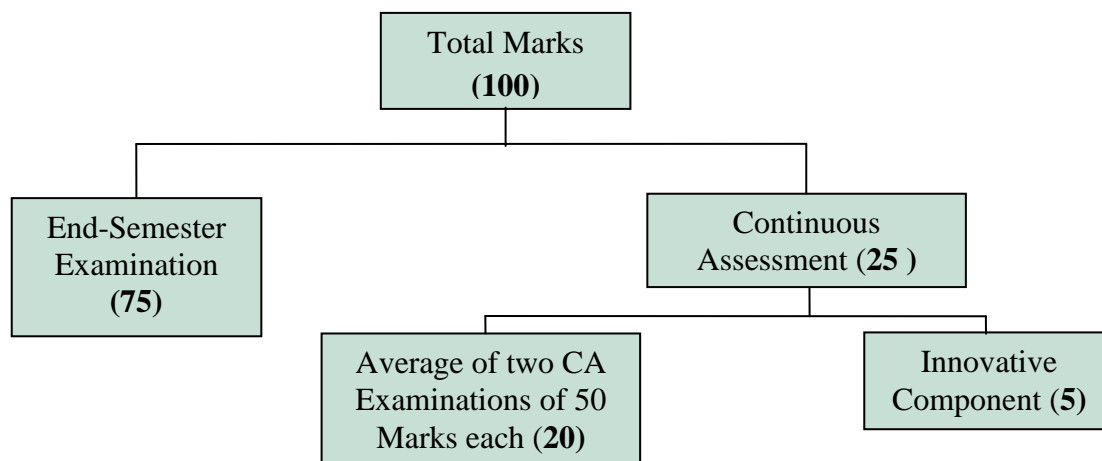 Total Marks
(100)
End-Semester
Examination
(75)
Continuous
Assessment (25 )
Average of two CA
Examinations of 50
Marks each (20)
Innovative
Component (5)